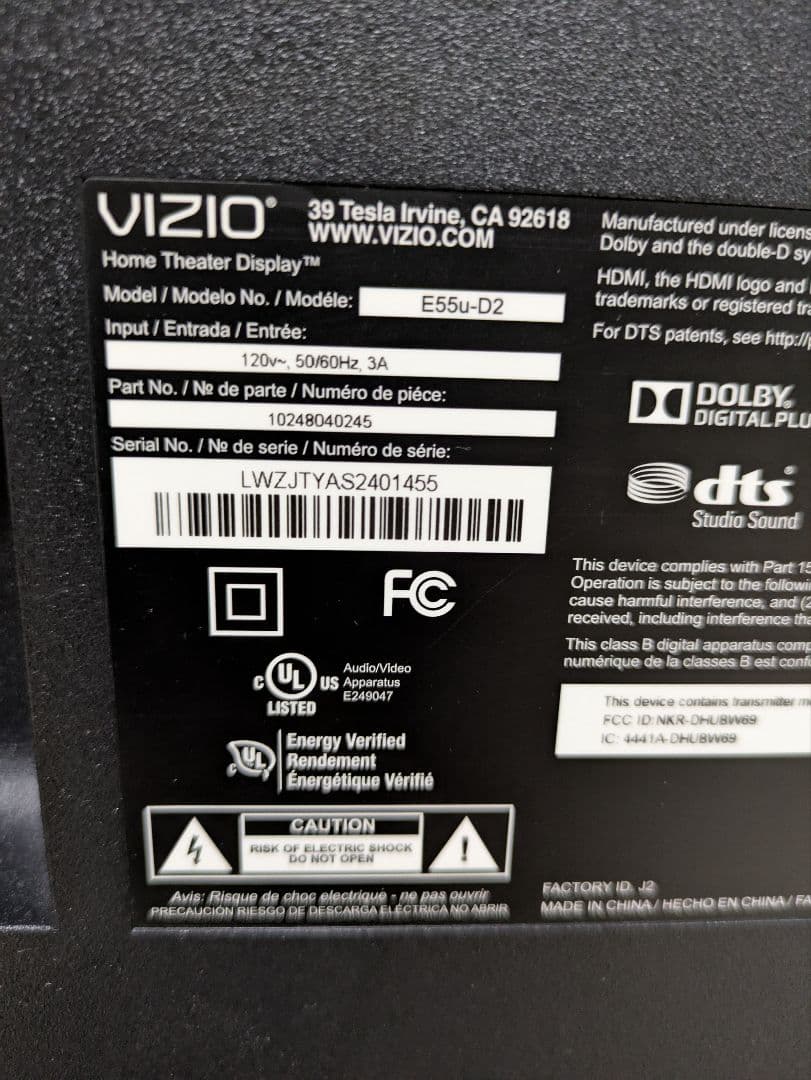 VIZIO®
39 Tesla Irvine, CA 92618
WWW.VIZIO.COM
Home Theater Display™
Model / Modelo No. / Modéle: E55u-D2
Input / Entrada / Entrée:
120v~, 50/60Hz, 3A
Part No. / № de parte / Numéro de piéce:
10248040245
Serial No. / № de serie / Numéro de série:
LWZJTYAS2401455
FC
C UL US
LISTED
Audio/Video
Apparatus
E249047
C UL
Energy Verified
Rendement
Énergétique Vérifié
CAUTION
RISK OF ELECTRIC SHOCK
DO NOT OPEN
!
Avis: Risque de choc electrique - ne pas ouvrir
PRECAUCIÓN RIESGO DE DESCARGA ELÉCTRICA NO ABRIR
Manufactured under licens
Dolby and the double-D sy
HDMI, the HDMI logo and
trademarks or registered tr
For DTS patents, see http://
DOLBY®
DIGITAL PLU
dts®
Studio Sound
This device complies with Part 15
Operation is subject to the followi
cause harmful interference, and (2
received, including interference tha
This class B digital apparatus comp
numérique de la classes B est conf
This device contains transmitter m
FCC ID: NKR-DHUBW69
IC: 4441A-DHUBW69
FACTORY ID: J2
MADE IN CHINA / HECHO EN CHINA / FA